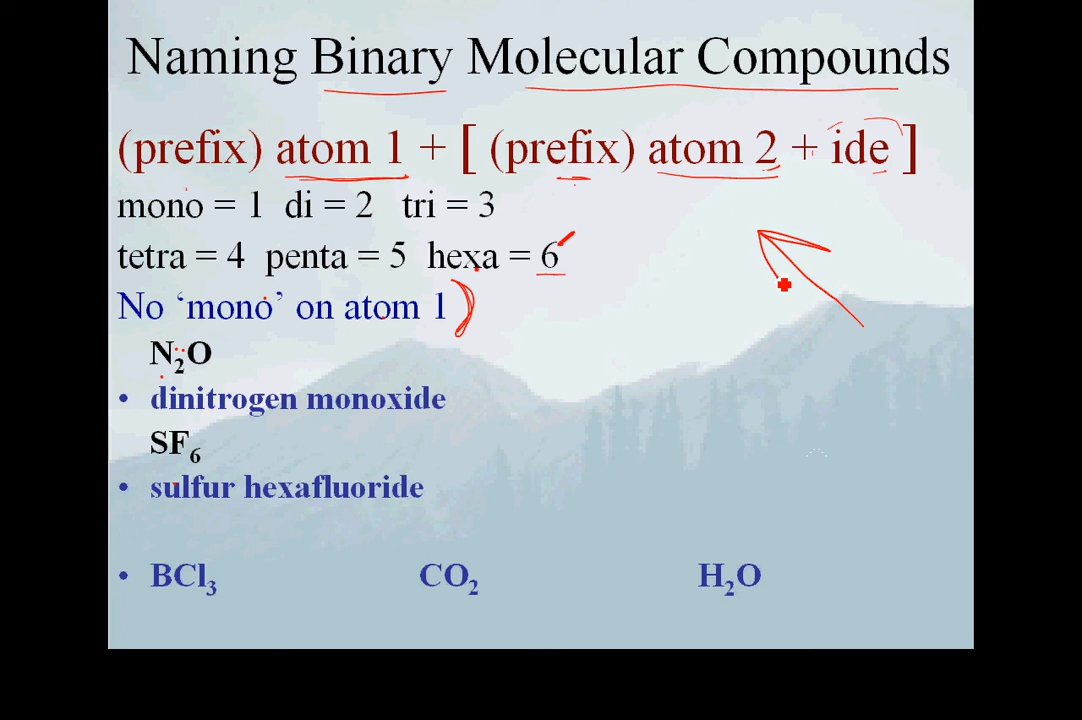 Naming Binary Molecular Compounds
(prefix) atom 1 + [ (prefix) atom 2 + ide ]
mono = 1 di = 2 tri = 3
tetra = 4 penta = 5 hexa = 6
No ‘mono’ on atom 1
N₂O
• dinitrogen monoxide
SF₆
• sulfur hexafluoride
• BCl₃ CO₂ H₂O